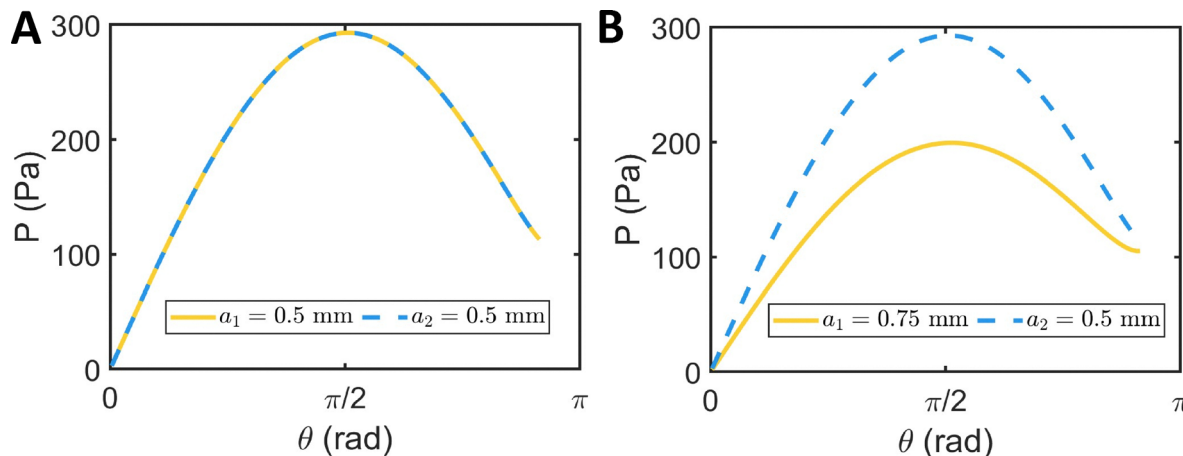 A
300
200
100
0
P (Pa)
a₁ = 0.5 mm a₂ = 0.5 mm
0 π/2 π
θ (rad)
B
300
200
100
0
P (Pa)
a₁ = 0.75 mm a₂ = 0.5 mm
0 π/2 π
θ (rad)